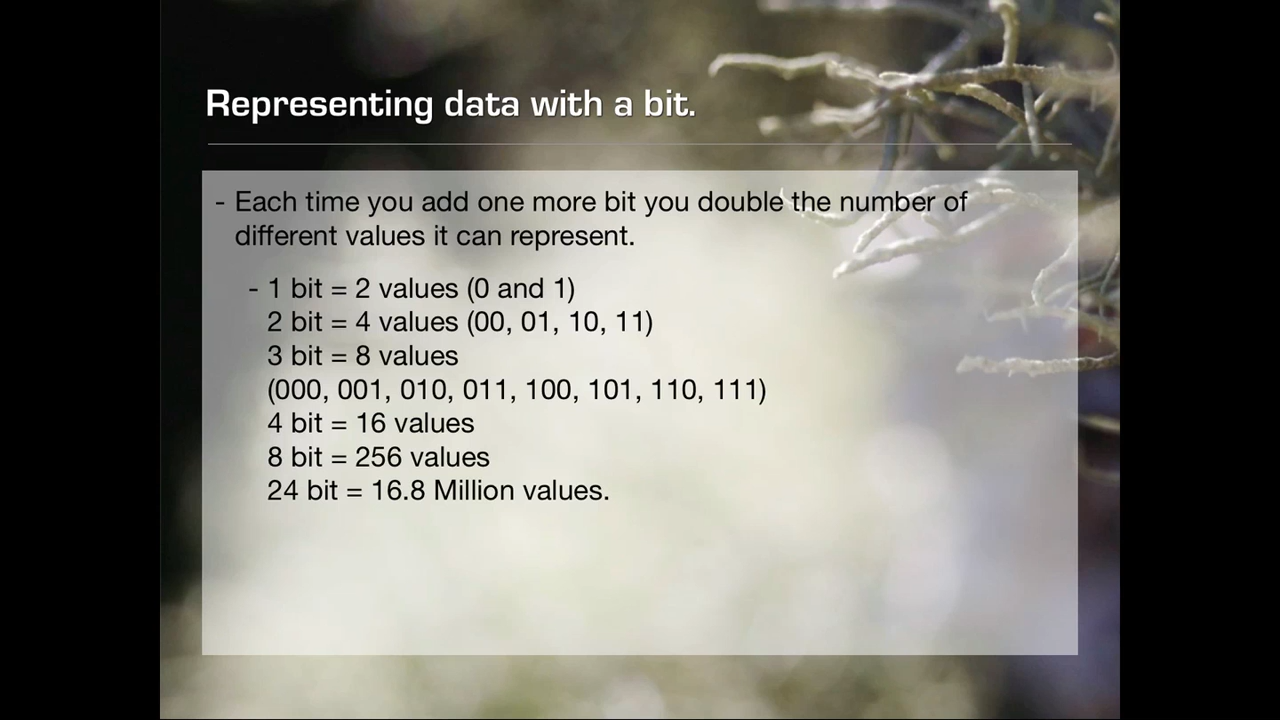 Representing data with a bit.
- Each time you add one more bit you double the number of
different values it can represent.
- 1 bit = 2 values (0 and 1)
2 bit = 4 values (00, 01, 10, 11)
3 bit = 8 values
(000, 001, 010, 011, 100, 101, 110, 111)
4 bit = 16 values
8 bit = 256 values
24 bit = 16.8 Million values.